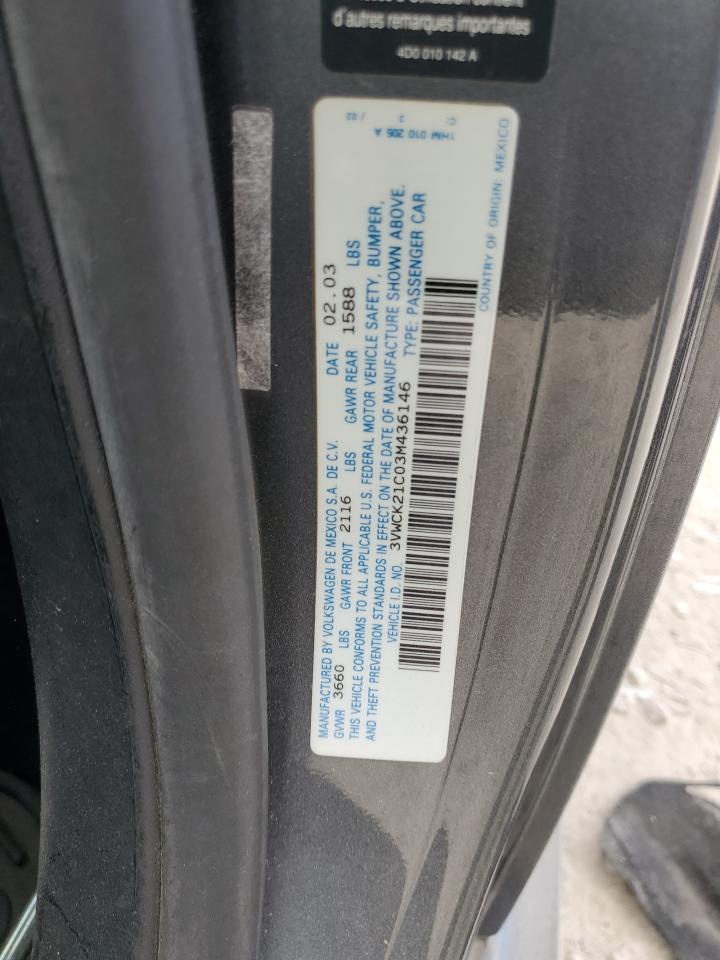 d'autres remarques importantes
4D0 010 142 A
MANUFACTURED BY VOLKSWAGEN DE MEXICO S.A. DE C.V. DATE 02.03
GVWR 3660 LBS GAWR FRONT 2116 LBS GAWR REAR 1588 LBS
THIS VEHICLE CONFORMS TO ALL APPLICABLE U.S. FEDERAL MOTOR VEHICLE SAFETY, BUMPER,
AND THEFT PREVENTION STANDARDS IN EFFECT ON THE DATE OF MANUFACTURE SHOWN ABOVE.
VEHICLE I.D. NO. 3VWCK21C03M436146 TYPE: PASSENGER CAR
COUNTRY OF ORIGIN: MEXICO
1HM 010 205 A